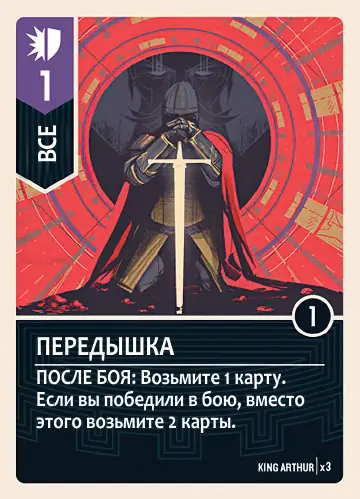 1
ВСЕ
1
ПЕРЕДЫШКА
ПОСЛЕ БОЯ: Возьмите 1 карту.
Если вы победили в бою, вместо
этого возьмите 2 карты.
KING ARTHUR | x3